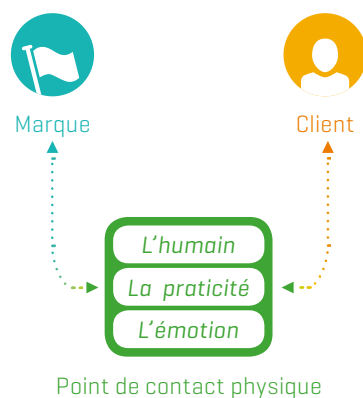 Marque
Client
L'humain
La praticité
L'émotion
Point de contact physique